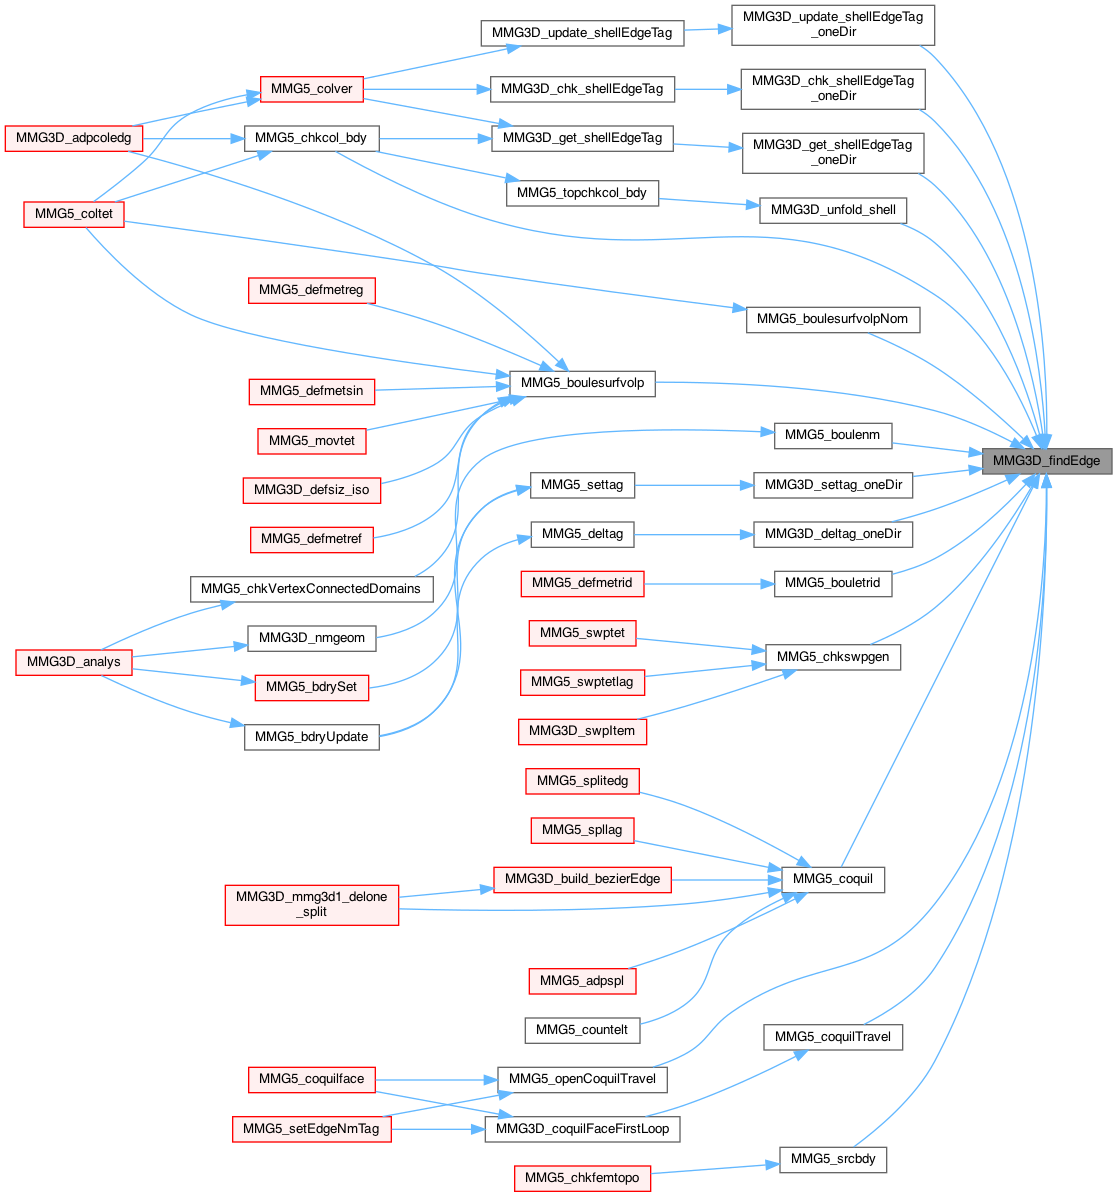 MMG3D_update_shellEdgeTag
_oneDir
MMG3D_update_shellEdgeTag
MMG5_colver
MMG3D_chk_shellEdgeTag
MMG3D_chk_shellEdgeTag
_oneDir
MMG3D_adpcoledg
MMG5_chkcol_bdy
MMG3D_get_shellEdgeTag
MMG3D_get_shellEdgeTag
_oneDir
MMG5_topchkcol_bdy
MMG5_coltet
MMG3D_unfold_shell
MMG5_defmetreg
MMG5_boulesurfvolpNom
MMG5_defmetsin
MMG5_boulesurfvolp
MMG5_movtet
MMG5_boulenm
MMG3D_findEdge
MMG3D_defsiz_iso
MMG5_settag
MMG3D_settag_oneDir
MMG5_defmetref
MMG5_deltag
MMG3D_deltag_oneDir
MMG5_chkVertexConnectedDomains
MMG5_defmetrid
MMG5_bouletrid
MMG3D_nmgeom
MMG5_swptet
MMG3D_analys
MMG5_chkswpgen
MMG5_bdrySet
MMG5_swptetlag
MMG5_bdryUpdate
MMG3D_swpItem
MMG5_splitedg
MMG5_spllag
MMG3D_mmg3d1_delone
_split
MMG3D_build_bezierEdge
MMG5_coquil
MMG5_adpspl
MMG5_countelt
MMG5_coquilTravel
MMG5_coquilface
MMG5_openCoquilTravel
MMG5_setEdgeNmTag
MMG3D_coquilFaceFirstLoop
MMG5_srcbdy
MMG5_chkfemtopo